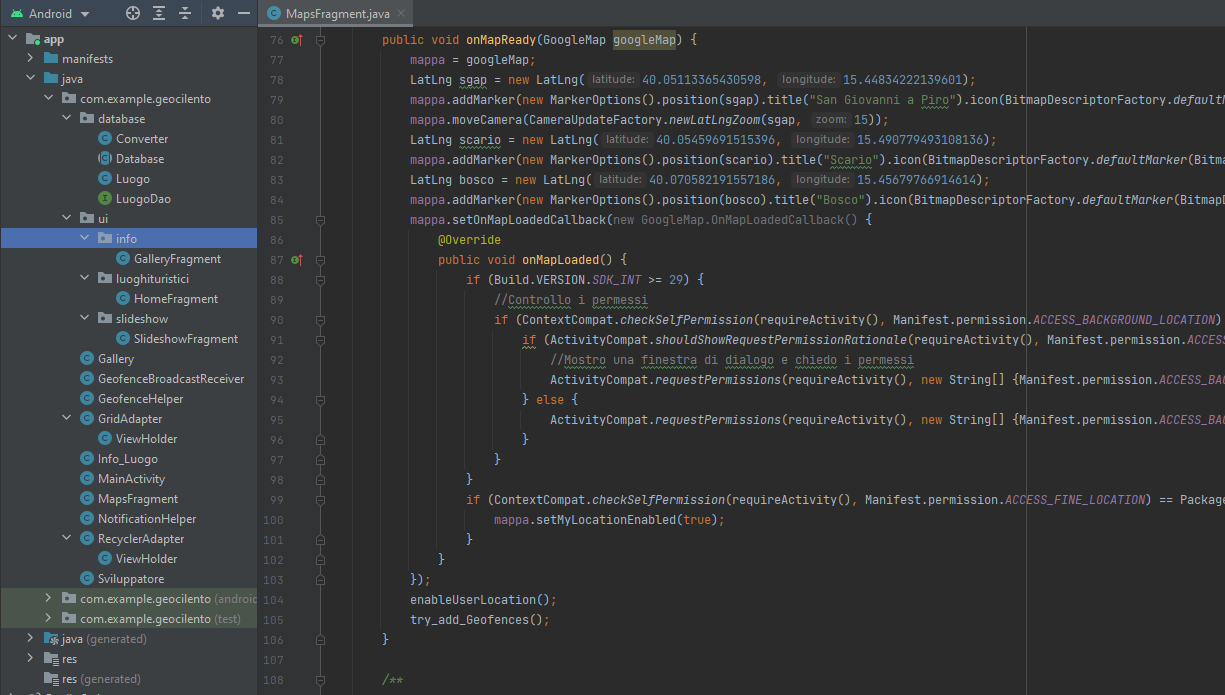 Android
MapsFragment.java
app
manifests
java
com.example.geocilento
database
Converter
Database
Luogo
LuogoDao
ui
info
GalleryFragment
luoghituristici
HomeFragment
slideshow
SlideshowFragment
Gallery
GeofenceBroadcastReceiver
GeofenceHelper
GridAdapter
ViewHolder
Info_Luogo
MainActivity
MapsFragment
NotificationHelper
RecyclerAdapter
ViewHolder
Sviluppatore
com.example.geocilento (androic
com.example.geocilento (test)
java (generated)
res
res (generated)
76 public void onMapReady(GoogleMap googleMap) {
77 mappa = googleMap;
78 LatLng sgap = new LatLng( latitude: 40.05113365430598, longitude: 15.44834222139601);
79 mappa.addMarker(new MarkerOptions().position(sgap).title("San Giovanni a Piro").icon(BitmapDescriptorFactory.defaultM
80 mappa.moveCamera(CameraUpdateFactory.newLatLngZoom(sgap, zoom: 15));
81 LatLng scario = new LatLng( latitude: 40.05459691515396, longitude: 15.490779493108136);
82 mappa.addMarker(new MarkerOptions().position(scario).title("Scario").icon(BitmapDescriptorFactory.defaultMarker(Bitma
83 LatLng bosco = new LatLng( latitude: 40.070582191557186, longitude: 15.45679766914614);
84 mappa.addMarker(new MarkerOptions().position(bosco).title("Bosco").icon(BitmapDescriptorFactory.defaultMarker(BitmapD
85 mappa.setOnMapLoadedCallback(new GoogleMap.OnMapLoadedCallback() {
86 @Override
87 public void onMapLoaded() {
88 if (Build.VERSION.SDK_INT >= 29) {
89 //Controllo i permessi
90 if (ContextCompat.checkSelfPermission(requireActivity(), Manifest.permission.ACCESS_BACKGROUND_LOCATION)
91 if (ActivityCompat.shouldShowRequestPermissionRationale(requireActivity(), Manifest.permission.ACCESS
92 //Mostro una finestra di dialogo e chiedo i permessi
93 ActivityCompat.requestPermissions(requireActivity(), new String[] {Manifest.permission.ACCESS_BAC
94 } else {
95 ActivityCompat.requestPermissions(requireActivity(), new String[] {Manifest.permission.ACCESS_BAC
96 }
97 }
98 }
99 if (ContextCompat.checkSelfPermission(requireActivity(), Manifest.permission.ACCESS_FINE_LOCATION) == Package
100 mappa.setMyLocationEnabled(true);
101 }
102 }
103 });
104 enableUserLocation();
105 try_add_Geofences();
106 }
107
108 /**